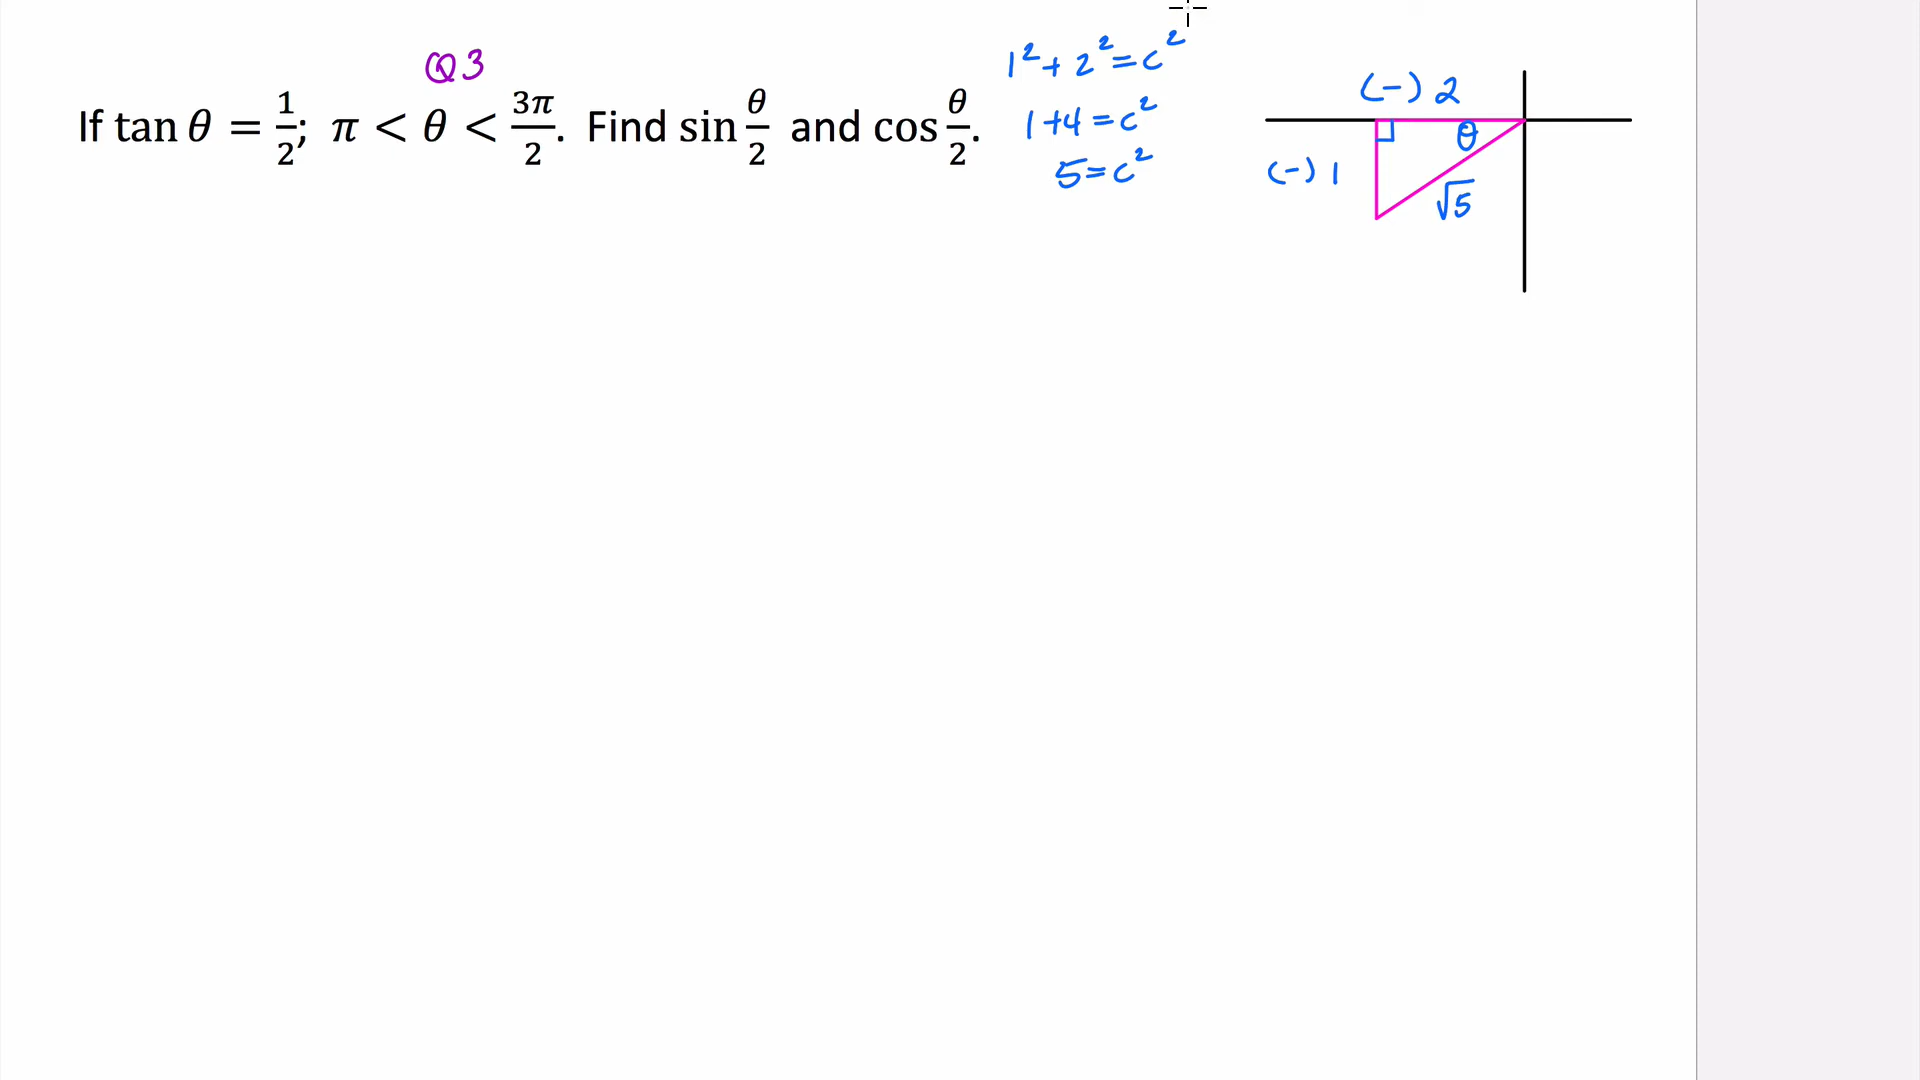 Q3
If tan θ = 1/2; π < θ < 3π/2. Find sin θ/2 and cos θ/2.
1² + 2² = c²
1 + 4 = c²
5 = c²
(-) 2
θ
(-) 1
√5